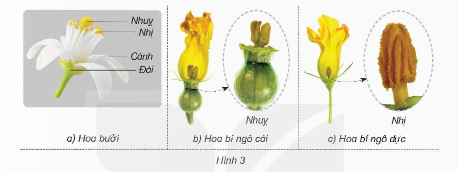 Nhuỵ
Nhị
Cánh
Đài
Nhuỵ
Nhị
a) Hoa bưởi
b) Hoa bí ngô cái
c) Hoa bí ngô đực
Hình 3